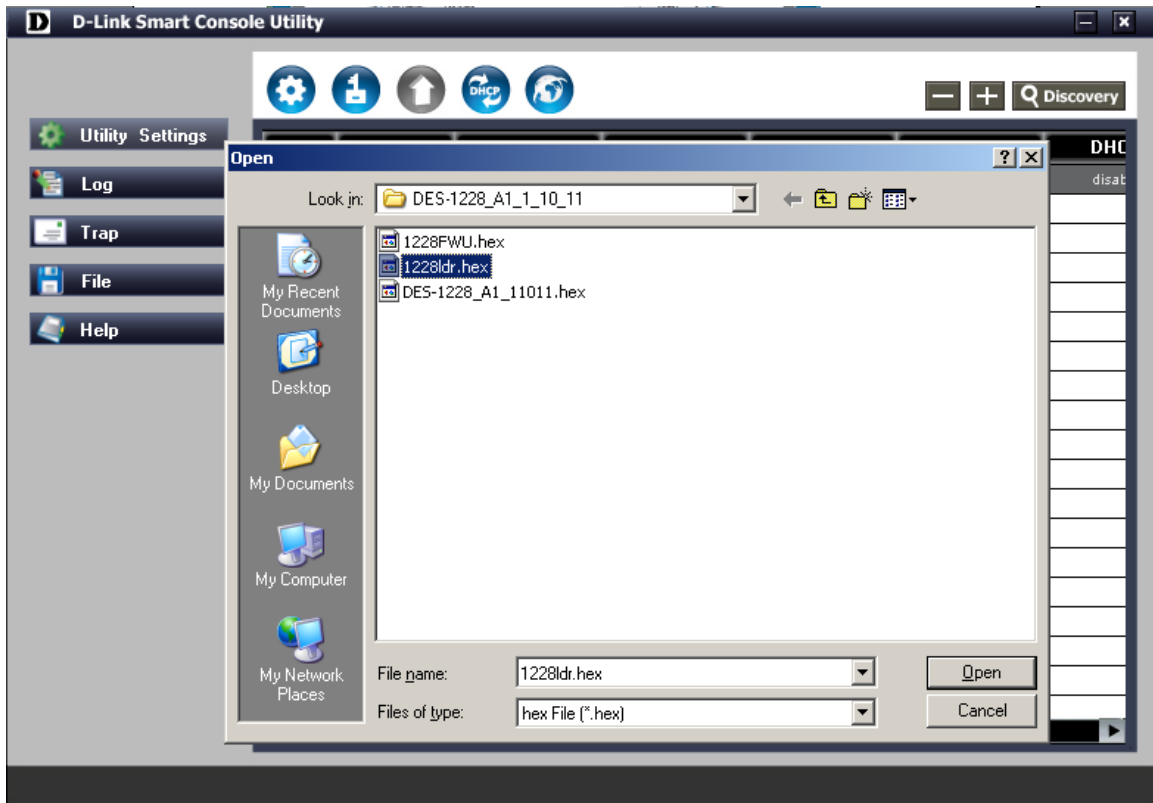 D D-Link Smart Console Utility
DHCP
Discovery
Utility Settings
Log
Trap
File
Help
DHC
disab
Open
Look in: DES-1228_A1_1_10_11
My Recent Documents
Desktop
My Documents
My Computer
My Network Places
1228FWU.hex
1228ldr.hex
DES-1228_A1_11011.hex
File name: 1228ldr.hex Open
Files of type: hex File (*.hex) Cancel